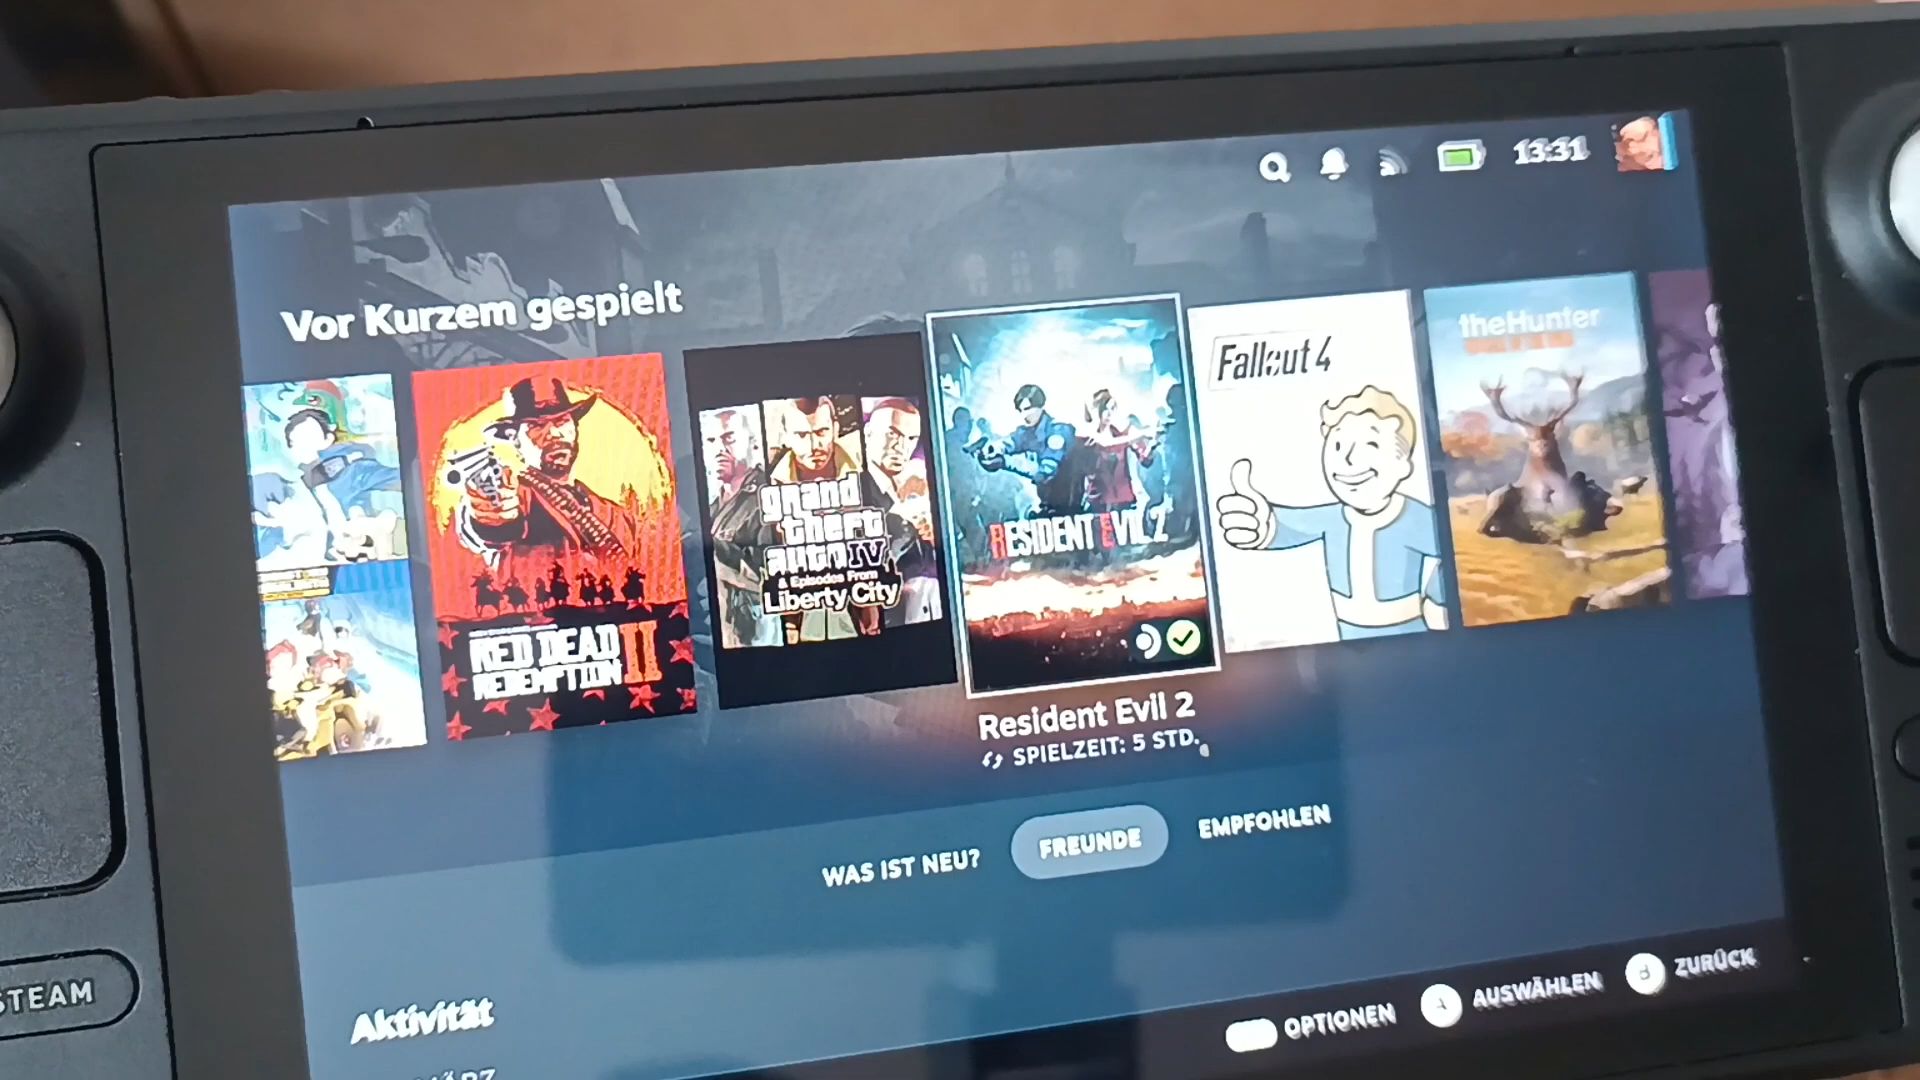 13:31
Vor Kurzem gespielt
RED DEAD
REDEMPTION II
grand
theft
auto IV
& Episodes From
Liberty City
RESIDENT EVIL 2
Fallout 4
theHunter
Resident Evil 2
SPIELZEIT: 5 STD.
WAS IST NEU?
FREUNDE
EMPFOHLEN
Aktivität
OPTIONEN
A AUSWÄHLEN
B ZURÜCK
STEAM